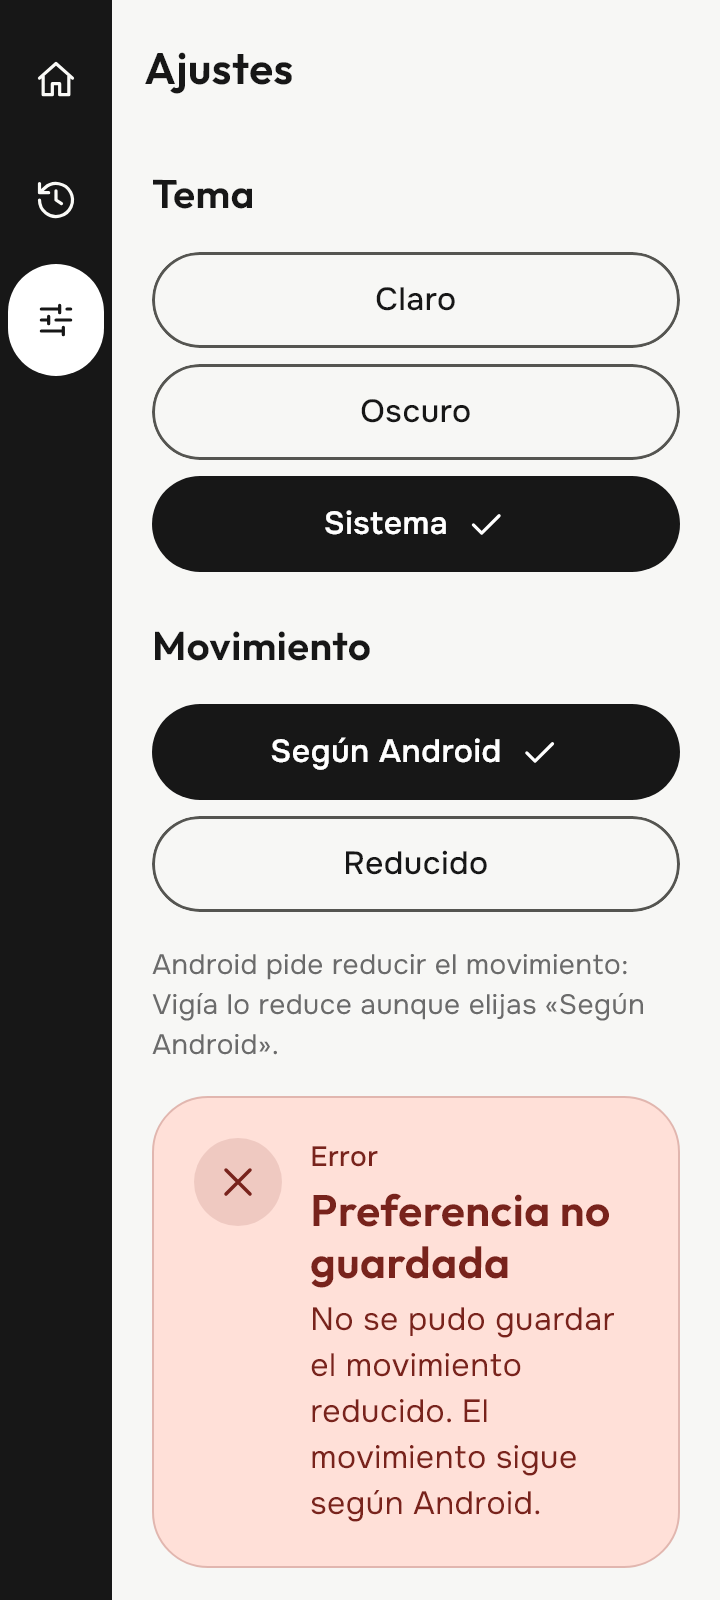 Ajustes
Tema
Claro
Oscuro
Sistema
Movimiento
Según Android
Reducido
Android pide reducir el movimiento:
Vigía lo reduce aunque elijas «Según
Android».
Error
Preferencia no
guardada
No se pudo guardar
el movimiento
reducido. El
movimiento sigue
según Android.